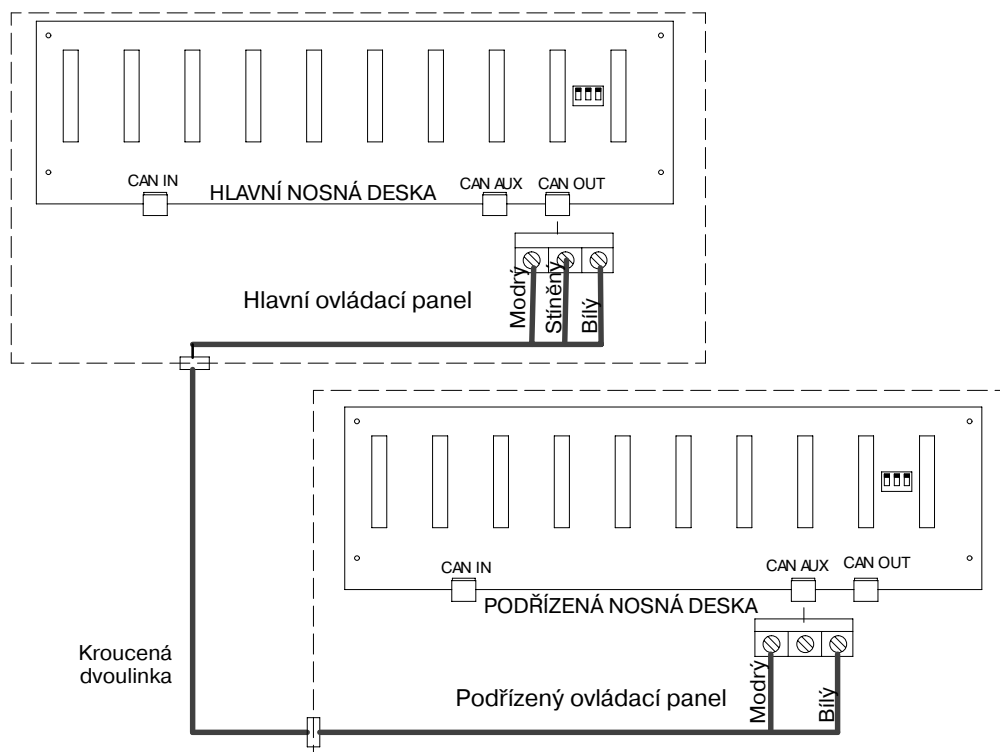 CAN IN
HLAVNÍ NOSNÁ DESKA
CAN AUX
CAN OUT
Hlavní ovládací panel
Modrý
Stíněný
Bílý
CAN IN
PODŘÍZENÁ NOSNÁ DESKA
CAN AUX
CAN OUT
Kroucená
dvoulinka
Podřízený ovládací panel
Modrý
Bílý